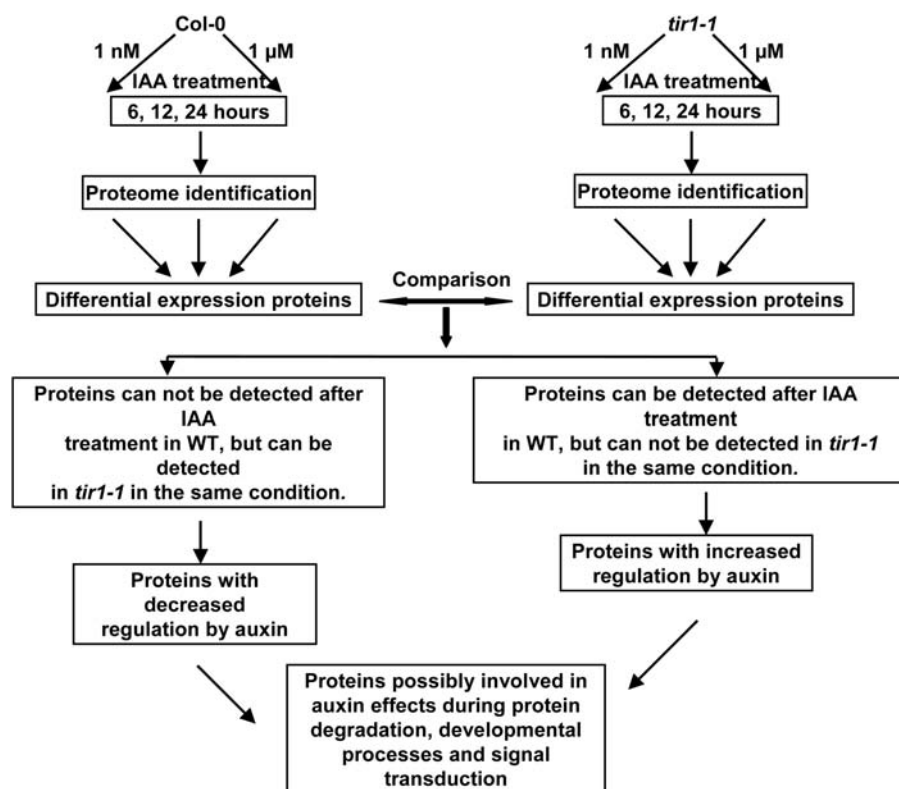 Col-0
tir1-1
1 nM
1 µM
1 nM
1 µM
IAA treatment
IAA treatment
6, 12, 24 hours
6, 12, 24 hours
Proteome identification
Proteome identification
Comparison
Differential expression proteins
Differential expression proteins
Proteins can not be detected after
IAA
treatment in WT, but can be
detected
in tir1-1 in the same condition.
Proteins can be detected after IAA
treatment
in WT, but can not be detected in tir1-1
in the same condition.
Proteins with
decreased
regulation by auxin
Proteins with increased
regulation by auxin
Proteins possibly involved in
auxin effects during protein
degradation, developmental
processes and signal
transduction